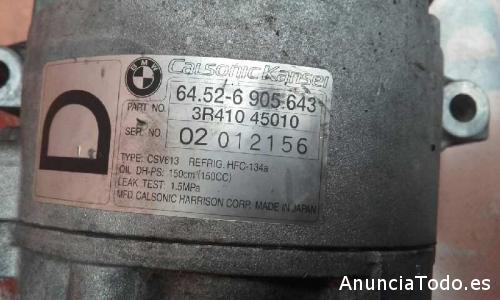 BMW
Calsonic Kansei
64.52-6 905.643
PART NO. 3R410 45010
SER. NO. 02 012156
D
TYPE: CSV613 REFRIG. HFC-134a
OIL DH-PS: 150cm³(150CC)
LEAK TEST: 1.5MPa
MFD CALSONIC HARRISON CORP. MADE IN JAPAN
AnunciaTodo.es